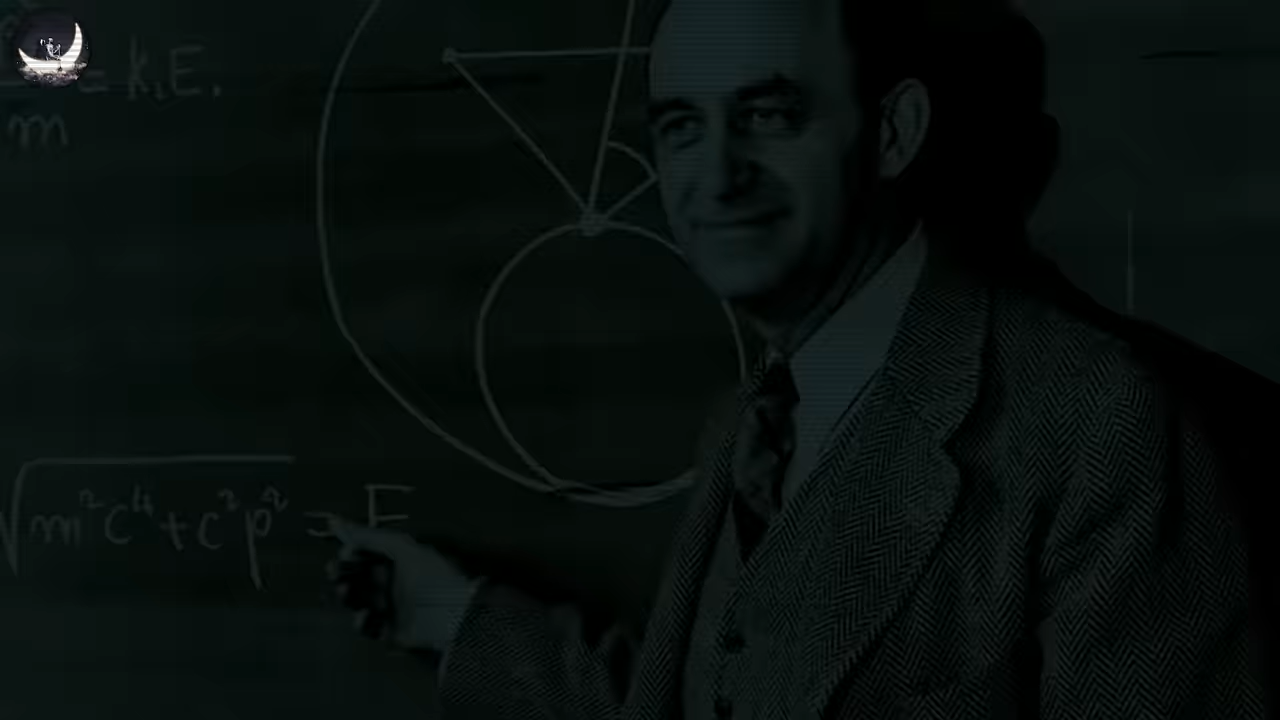 = k,E,
m
√m²c⁴+c²p² = E